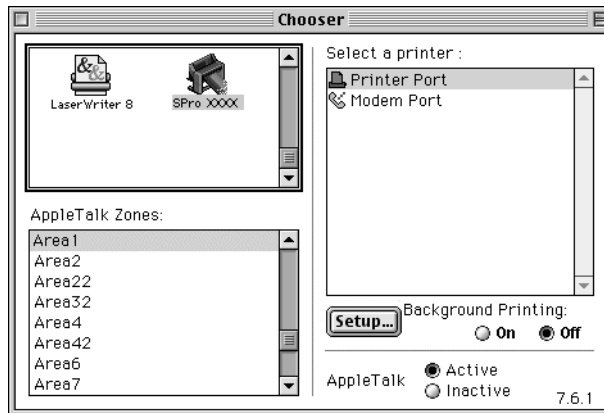 Chooser
LaserWriter 8
SPro XXXX
AppleTalk Zones:
Area1
Area2
Area22
Area32
Area4
Area42
Area6
Area7
Select a printer :
Printer Port
Modem Port
Setup...
Background Printing:
On Off
AppleTalk
Active
Inactive
7.6.1